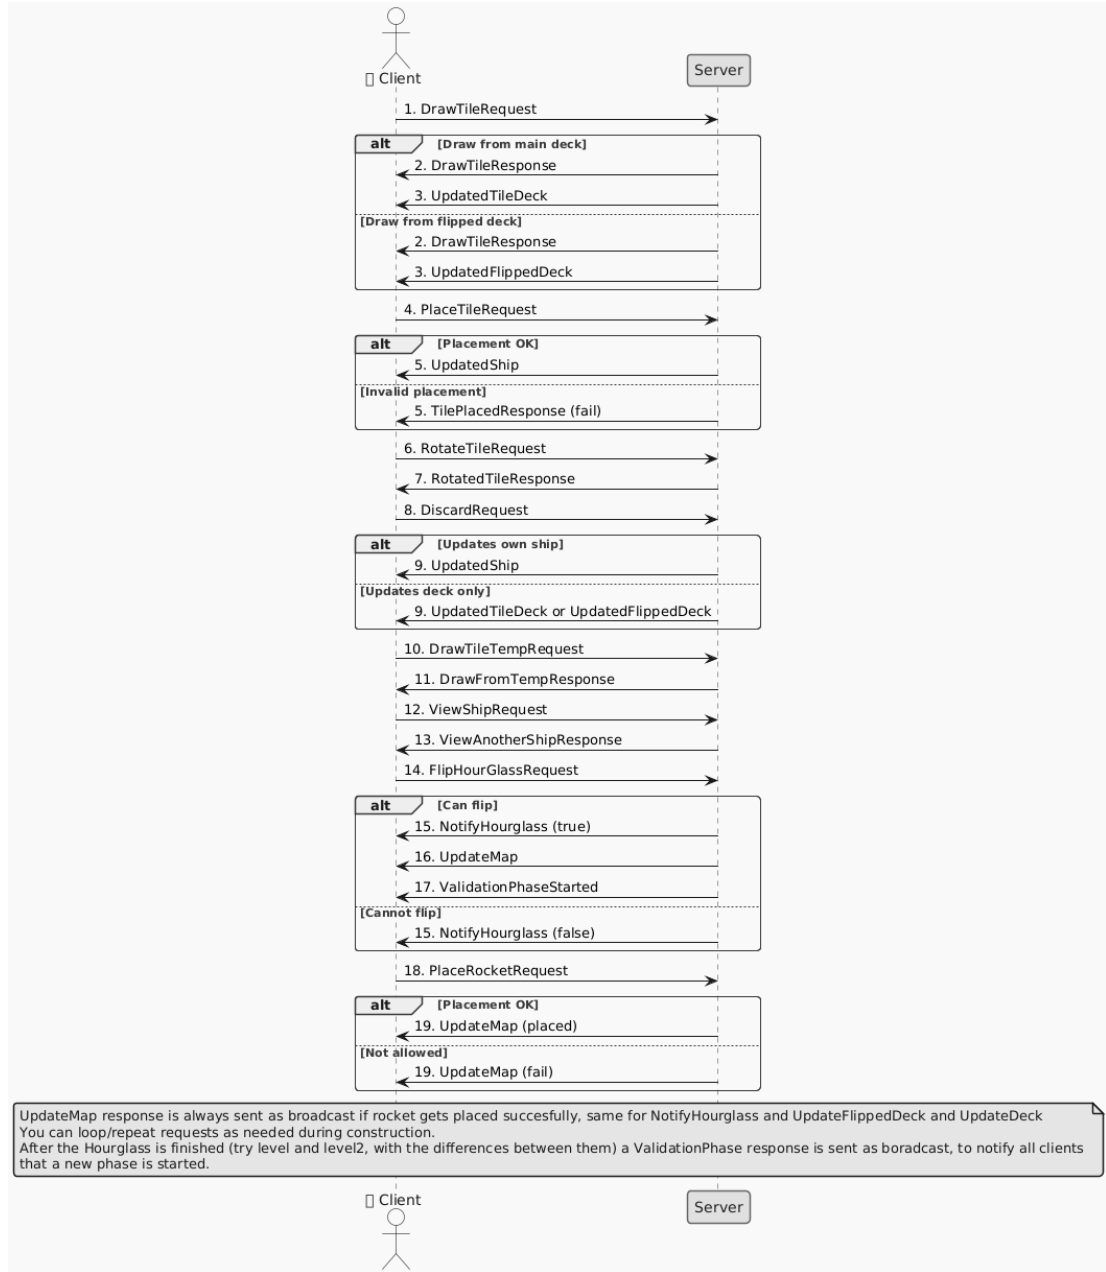 Client
Server
1. DrawTileRequest
alt [Draw from main deck]
2. DrawTileResponse
3. UpdatedTileDeck
[Draw from flipped deck]
2. DrawTileResponse
3. UpdatedFlippedDeck
4. PlaceTileRequest
alt [Placement OK]
5. UpdatedShip
[Invalid placement]
5. TilePlacedResponse (fail)
6. RotateTileRequest
7. RotatedTileResponse
8. DiscardRequest
alt [Updates own ship]
9. UpdatedShip
[Updates deck only]
9. UpdatedTileDeck or UpdatedFlippedDeck
10. DrawTileTempRequest
11. DrawFromTempResponse
12. ViewShipRequest
13. ViewAnotherShipResponse
14. FlipHourGlassRequest
alt [Can flip]
15. NotifyHourglass (true)
16. UpdateMap
17. ValidationPhaseStarted
[Cannot flip]
15. NotifyHourglass (false)
18. PlaceRocketRequest
alt [Placement OK]
19. UpdateMap (placed)
[Not allowed]
19. UpdateMap (fail)
UpdateMap response is always sent as broadcast if rocket gets placed succesfully, same for NotifyHourglass and UpdateFlippedDeck and UpdateDeck
You can loop/repeat requests as needed during construction.
After the Hourglass is finished (try level and level2, with the differences between them) a ValidationPhase response is sent as boradcast, to notify all clients
that a new phase is started.
Client
Server